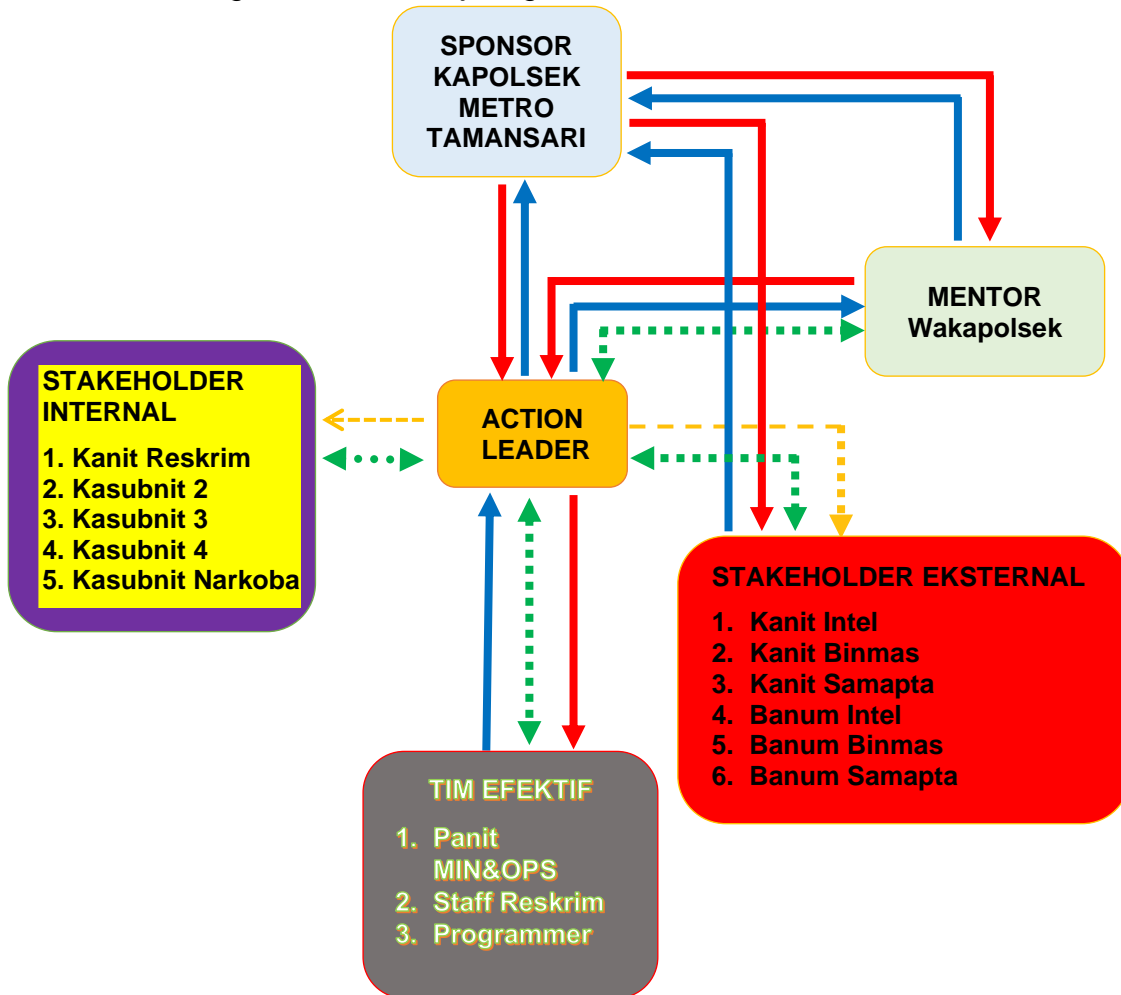 SPONSOR
KAPOLSEK
METRO
TAMANSARI
MENTOR
Wakapolsek
STAKEHOLDER
INTERNAL
1. Kanit Reskrim
2. Kasubnit 2
3. Kasubnit 3
4. Kasubnit 4
5. Kasubnit Narkoba
ACTION
LEADER
STAKEHOLDER EKSTERNAL
1. Kanit Intel
2. Kanit Binmas
3. Kanit Samapta
4. Banum Intel
5. Banum Binmas
6. Banum Samapta
TIM EFEKTIF
1. Panit
MIN&OPS
2. Staff Reskrim
3. Programmer